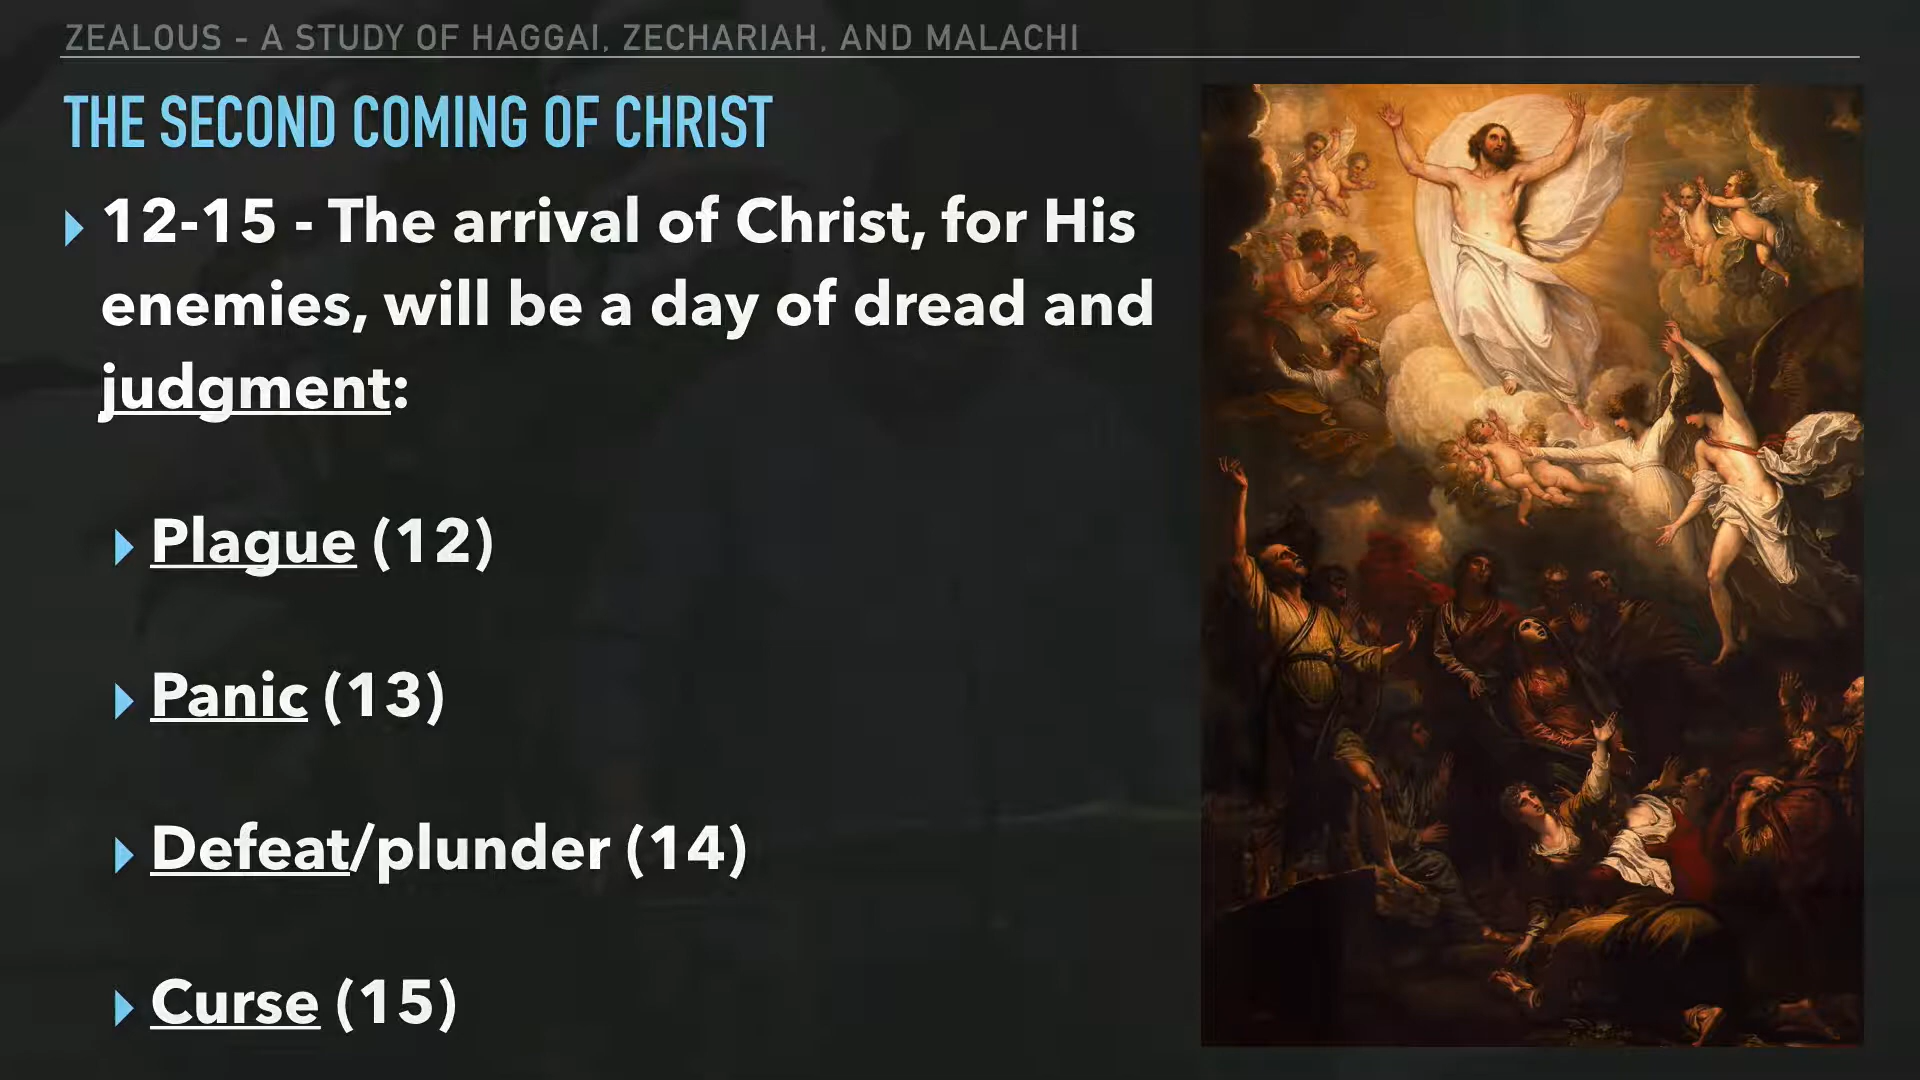 ZEALOUS - A STUDY OF HAGGAI, ZECHARIAH, AND MALACHI
THE SECOND COMING OF CHRIST
12-15 - The arrival of Christ, for His
enemies, will be a day of dread and
judgment:
Plague (12)
Panic (13)
Defeat/plunder (14)
Curse (15)